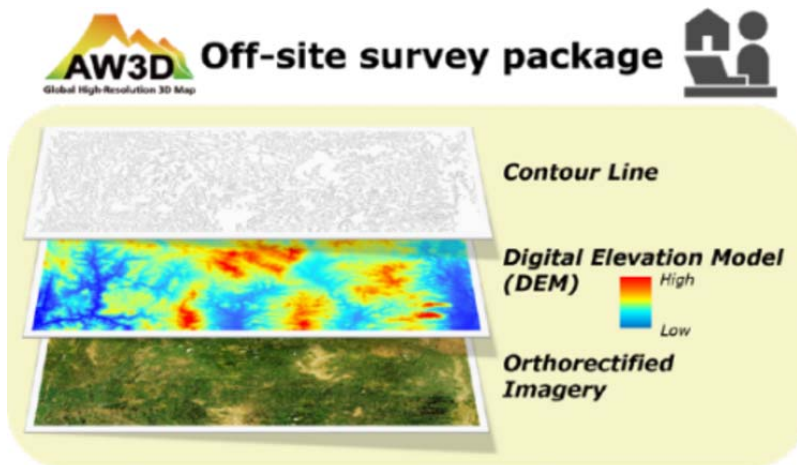 AW3D
Global High-Resolution 3D Map
Off-site survey package
Contour Line
Digital Elevation Model
(DEM)
High
Low
Orthorectified
Imagery